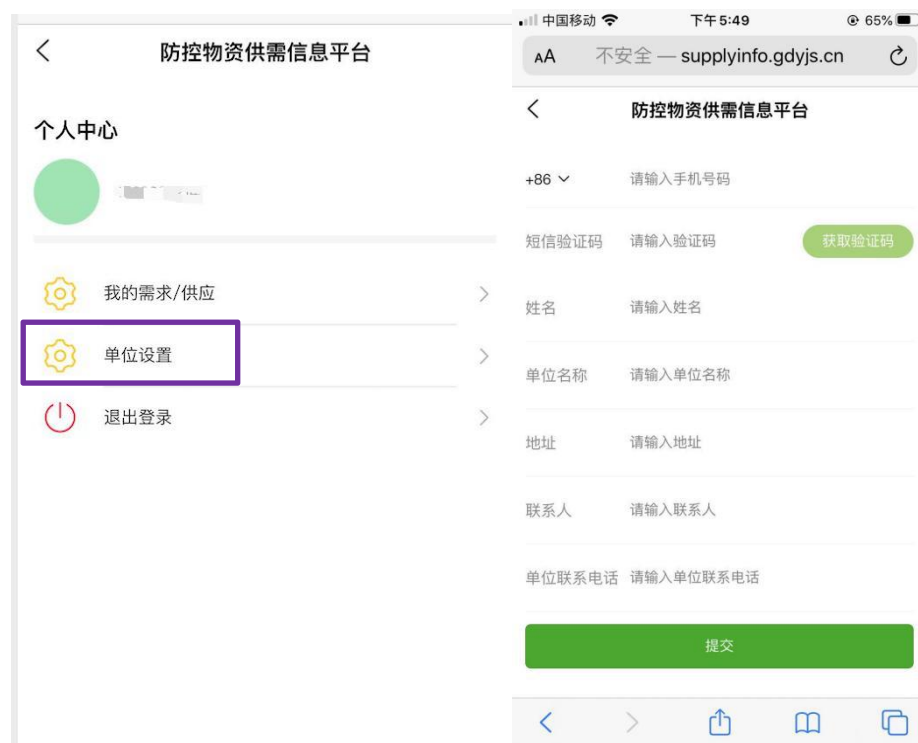 防控物资供需信息平台
个人中心
我的需求/供应
单位设置
退出登录
中国移动 下午 5:49 65%
AA 不安全 — supplyinfo.gdyjs.cn
防控物资供需信息平台
+86 请输入手机号码
短信验证码 请输入验证码 获取验证码
姓名 请输入姓名
单位名称 请输入单位名称
地址 请输入地址
联系人 请输入联系人
单位联系电话 请输入单位联系电话
提交